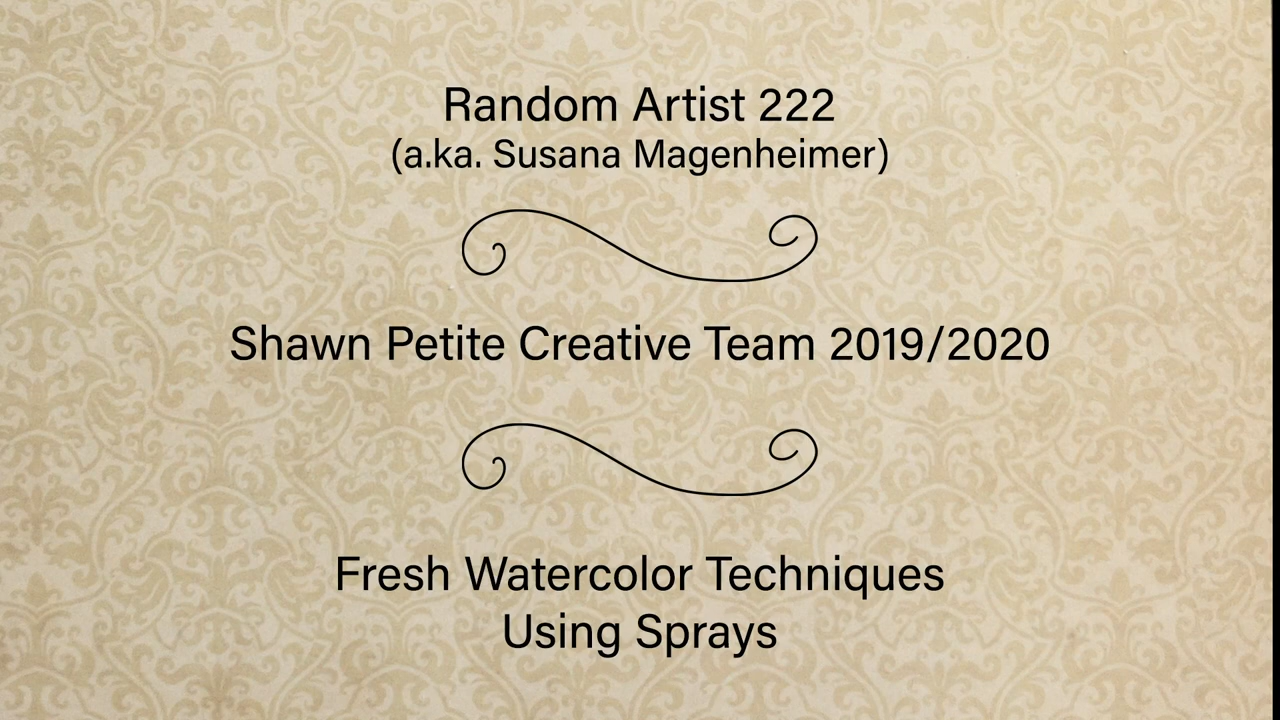 Random Artist 222
(a.ka. Susana Magenheimer)
Shawn Petite Creative Team 2019/2020
Fresh Watercolor Techniques
Using Sprays